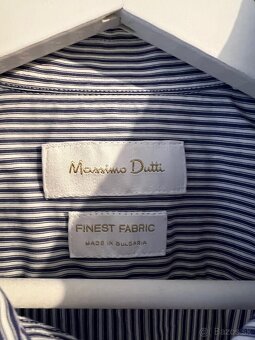 Massimo Dutti
FINEST FABRIC
MADE IN BULGARIA